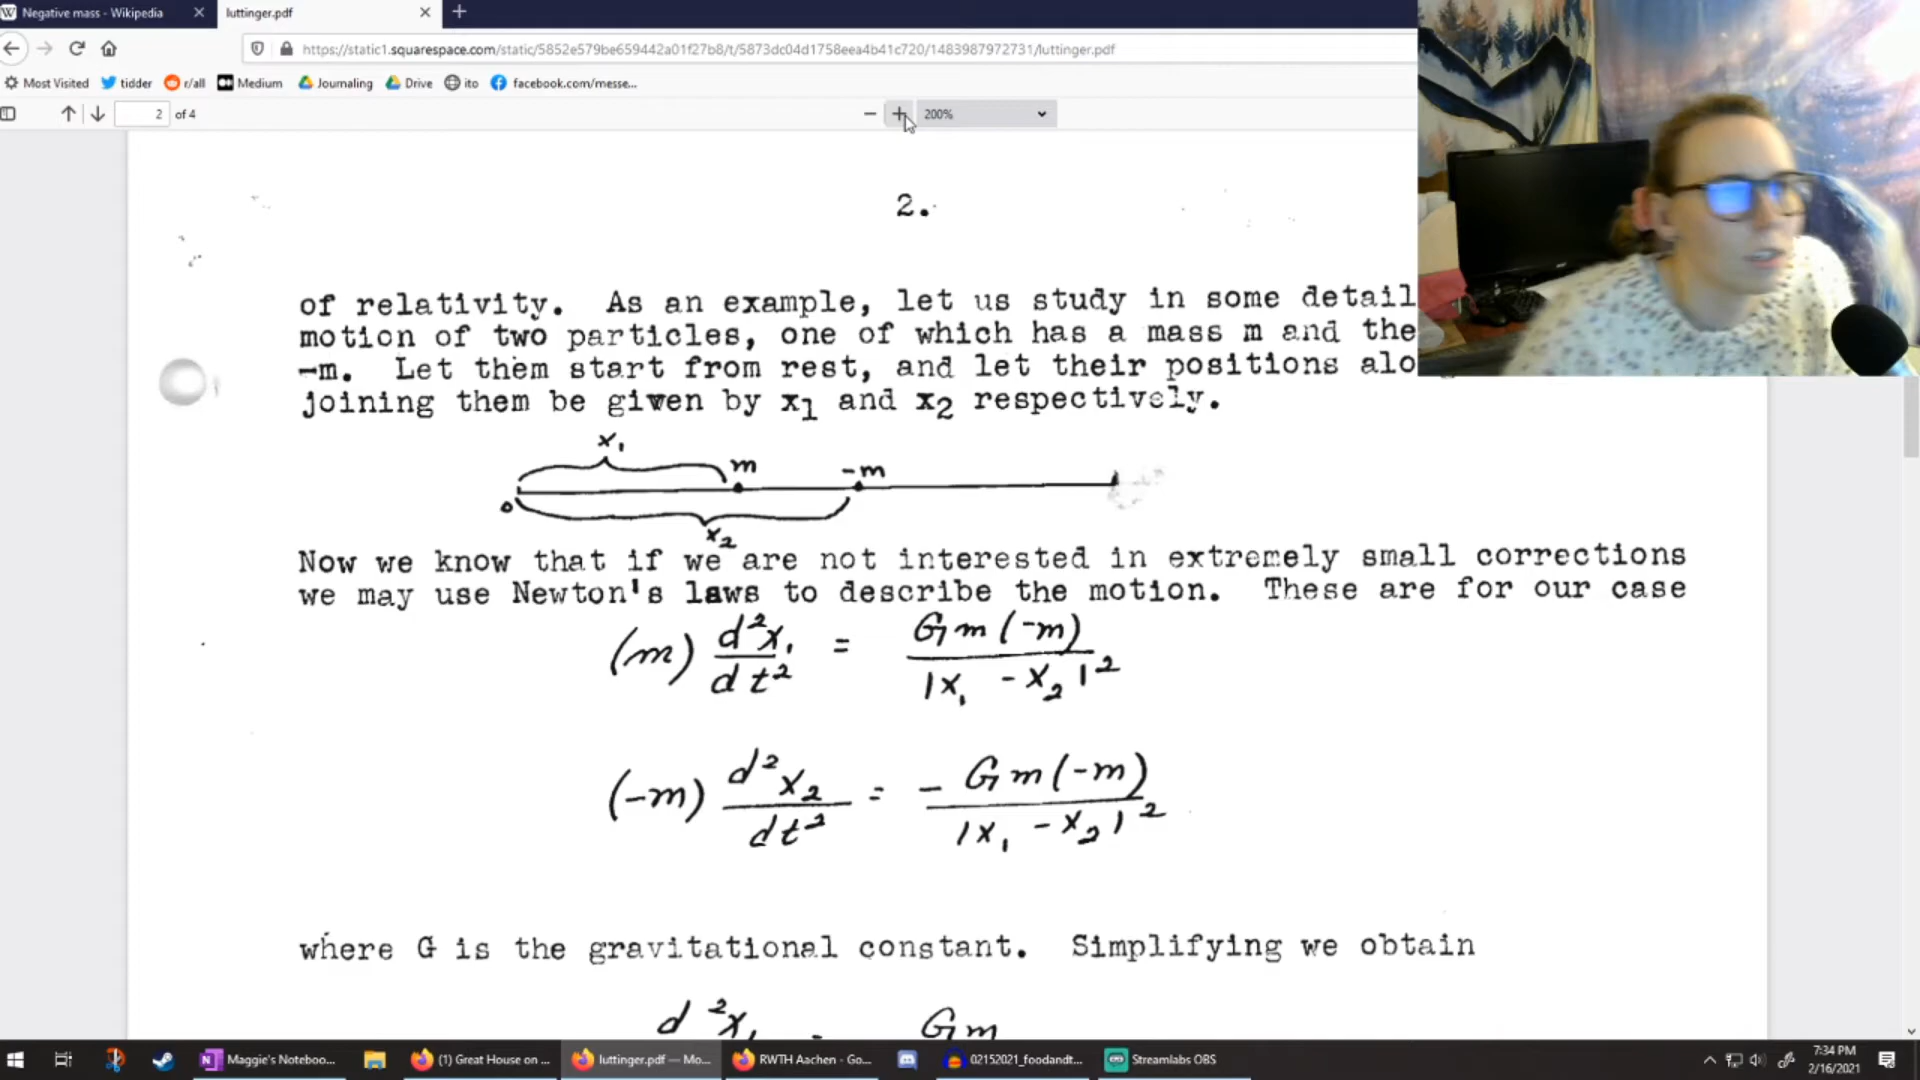 Negative mass - Wikipedia
luttinger.pdf
https://static1.squarespace.com/static/5852e579be659442a01f27b8/t/5873dc04d1758eea4b41c720/1483987972731/luttinger.pdf
Most Visited tidder r/all Medium Journaling Drive ito facebook.com/messe...
2 of 4
200%
2.
of relativity. As an example, let us study in some detail
motion of two particles, one of which has a mass m and the
-m. Let them start from rest, and let their positions
joining them be given by x₁ and x₂ respectively.
x₁
m -m
0
x₂
Now we know that if we are not interested in extremely small corrections
we may use Newton's laws to describe the motion. These are for our case
(m) d²x₁ = Gm(-m)
dt² |x₁ - x₂|²
(-m) d²x₂ = - Gm(-m)
dt² |x₁ - x₂|²
where G is the gravitational constant. Simplifying we obtain
d²x₁ = Gm
Maggie's Noteboo...
(1) Great House on ...
luttinger.pdf — Mo...
RWTH Aachen - Go...
02152021_foodandt...
Streamlabs OBS
7:34 PM
2/16/2021